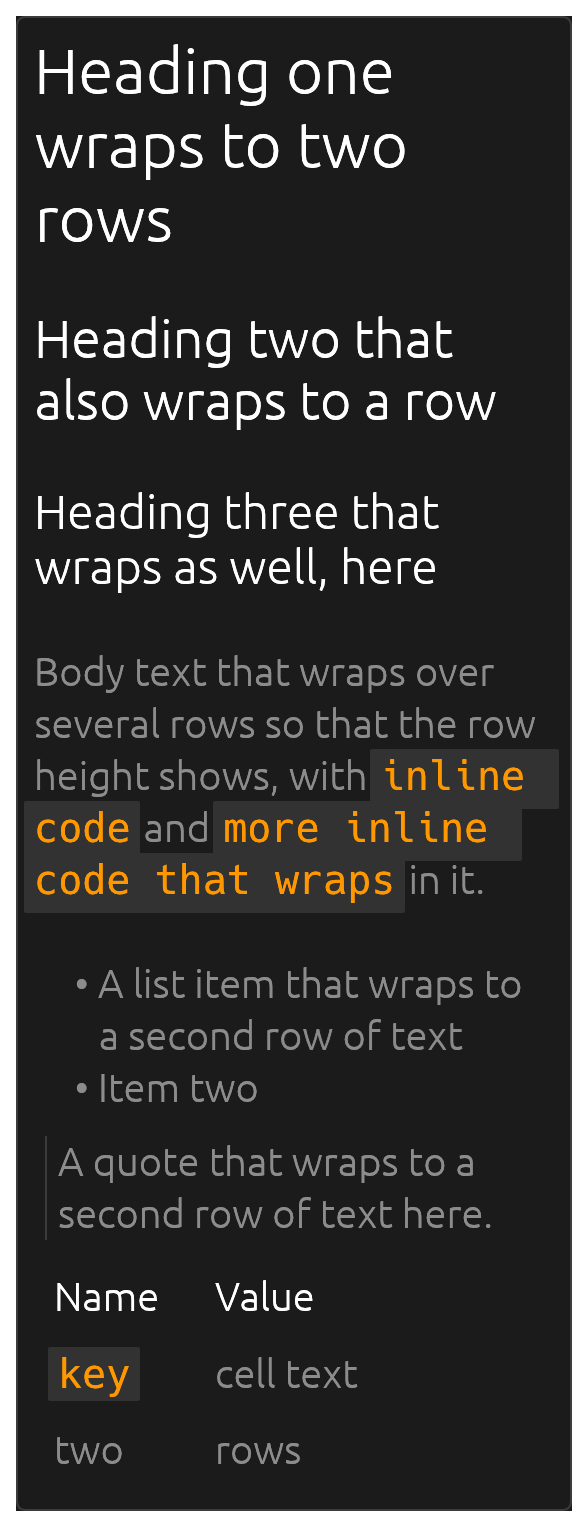 Heading one
wraps to two
rows
Heading two that
also wraps to a row
Heading three that
wraps as well, here
Body text that wraps over
several rows so that the row
height shows, with inline
code and more inline
code that wraps in it.
• A list item that wraps to
a second row of text
• Item two
A quote that wraps to a
second row of text here.
Name Value
key cell text
two rows